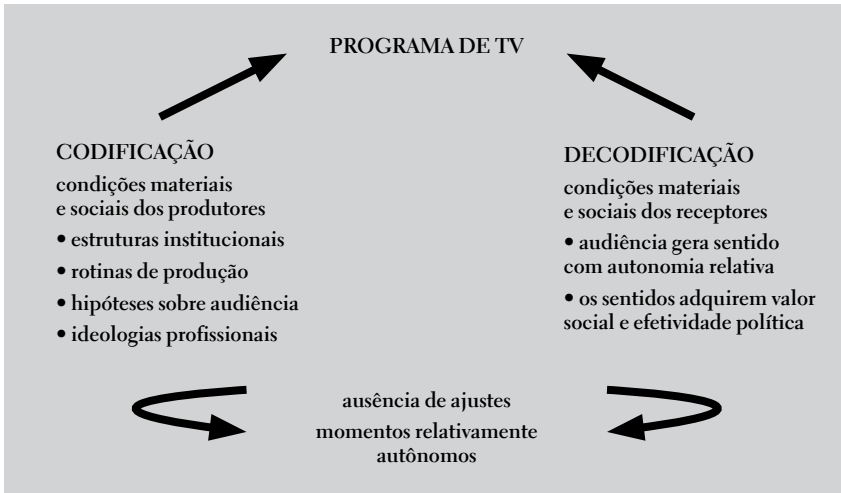 PROGRAMA DE TV
CODIFICAÇÃO
condições materiais
e sociais dos produtores
• estruturas institucionais
• rotinas de produção
• hipóteses sobre audiência
• ideologias profissionais
DECODIFICAÇÃO
condições materiais
e sociais dos receptores
• audiência gera sentido
com autonomia relativa
• os sentidos adquirem valor
social e efetividade política
ausência de ajustes
momentos relativamente
autônomos